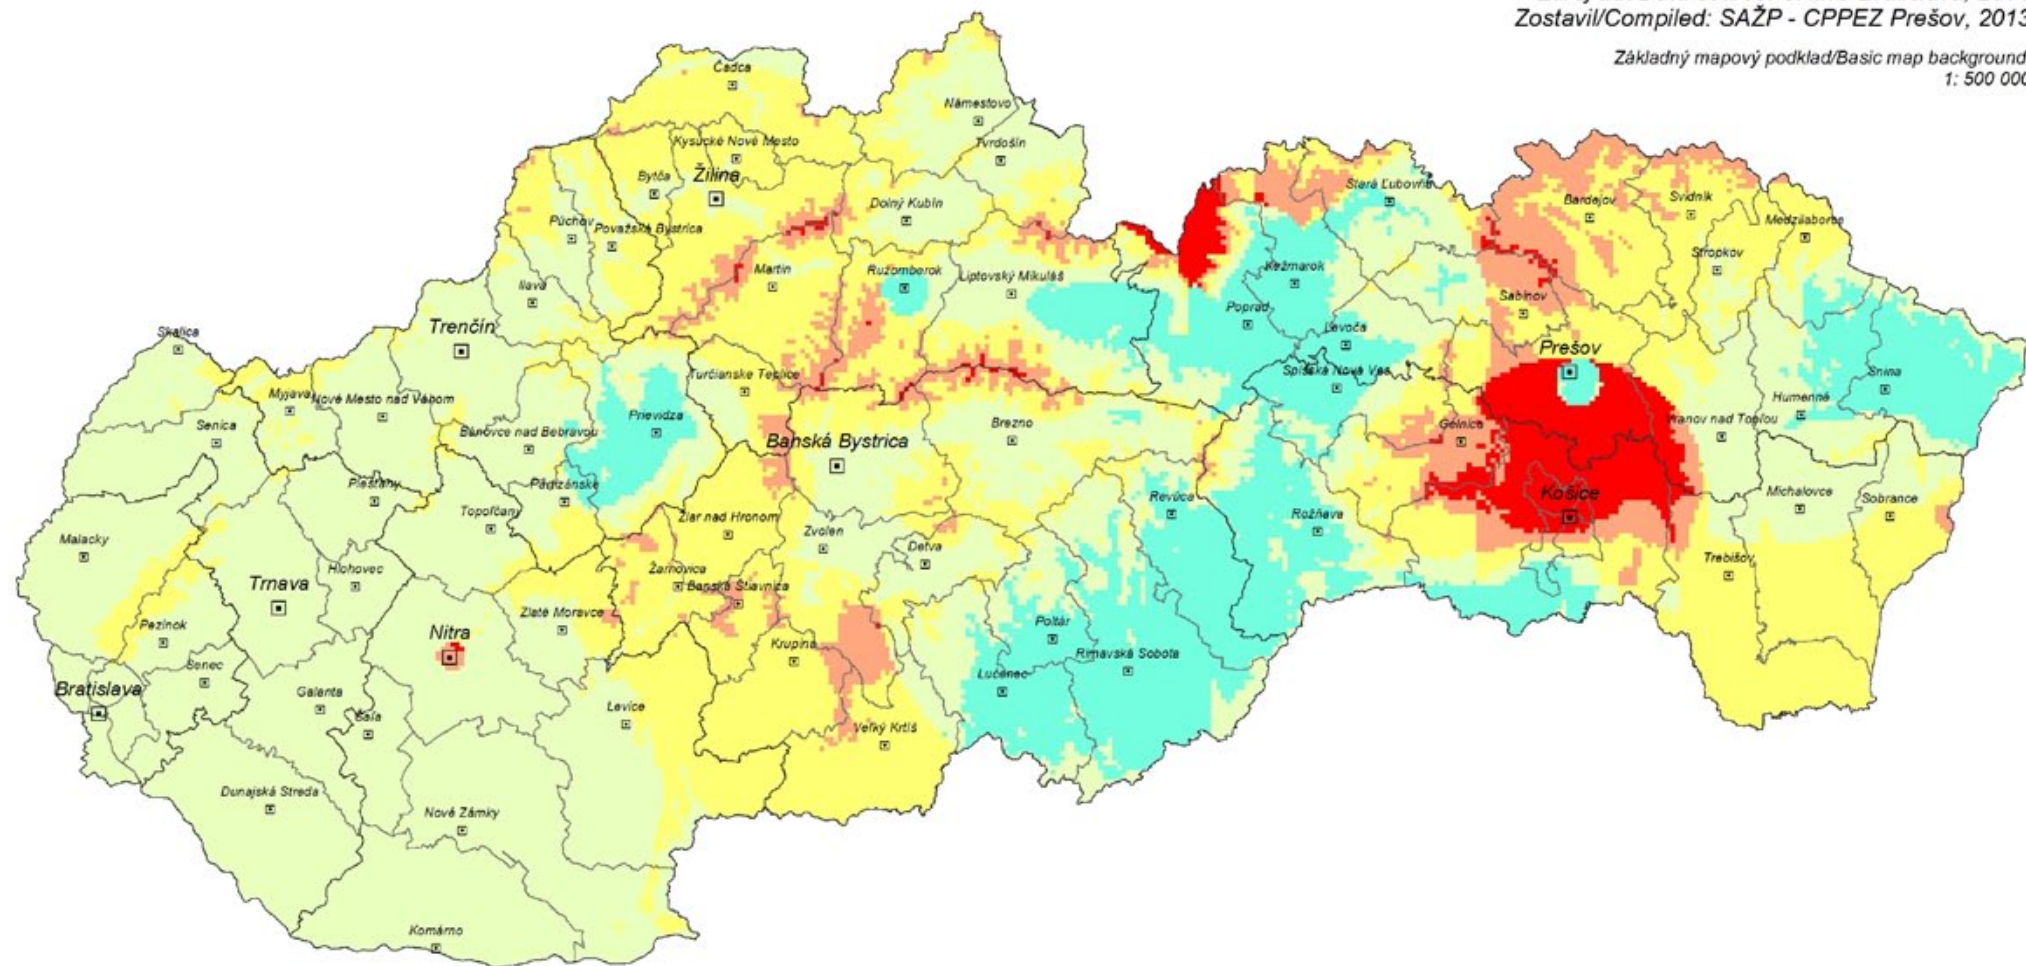 Zostavil/Compiled: SAŽP - CPPEZ Prešov, 2013
Základný mapový podklad/Basic map background
1: 500 000
Čadca
Námestovo
Kysucké Nové Mesto
Tvrdošín
Bytča
Žilina
Stará Ľubovňa
Dolný Kubín
Bardejov
Svidník
Púchov
Považská Bystrica
Medzilaborce
Stropkov
Martin
Ružomberok
Liptovský Mikuláš
Kežmarok
Ilava
Sabinov
Poprad
Trenčín
Skalica
Levoča
Prešov
Turčianske Teplice
Spišská Nová Ves
Snina
Myjava
Nové Mesto nad Váhom
Prievidza
Humenné
Senica
Bánovce nad Bebravou
Banská Bystrica
Brezno
Gelnica
Vranov nad Topľou
Piešťany
Partizánske
Revúca
Košice
Michalovce
Sobrance
Topoľčany
Žiar nad Hronom
Rožňava
Zvolen
Malacky
Detva
Trebišov
Hlohovec
Žarnovica
Trnava
Banská Štiavnica
Zlaté Moravce
Pezinok
Nitra
Poltár
Krupina
Rimavská Sobota
Senec
Lučenec
Bratislava
Galanta
Levice
Šaľa
Veľký Krtíš
Dunajská Streda
Nové Zámky
Komárno